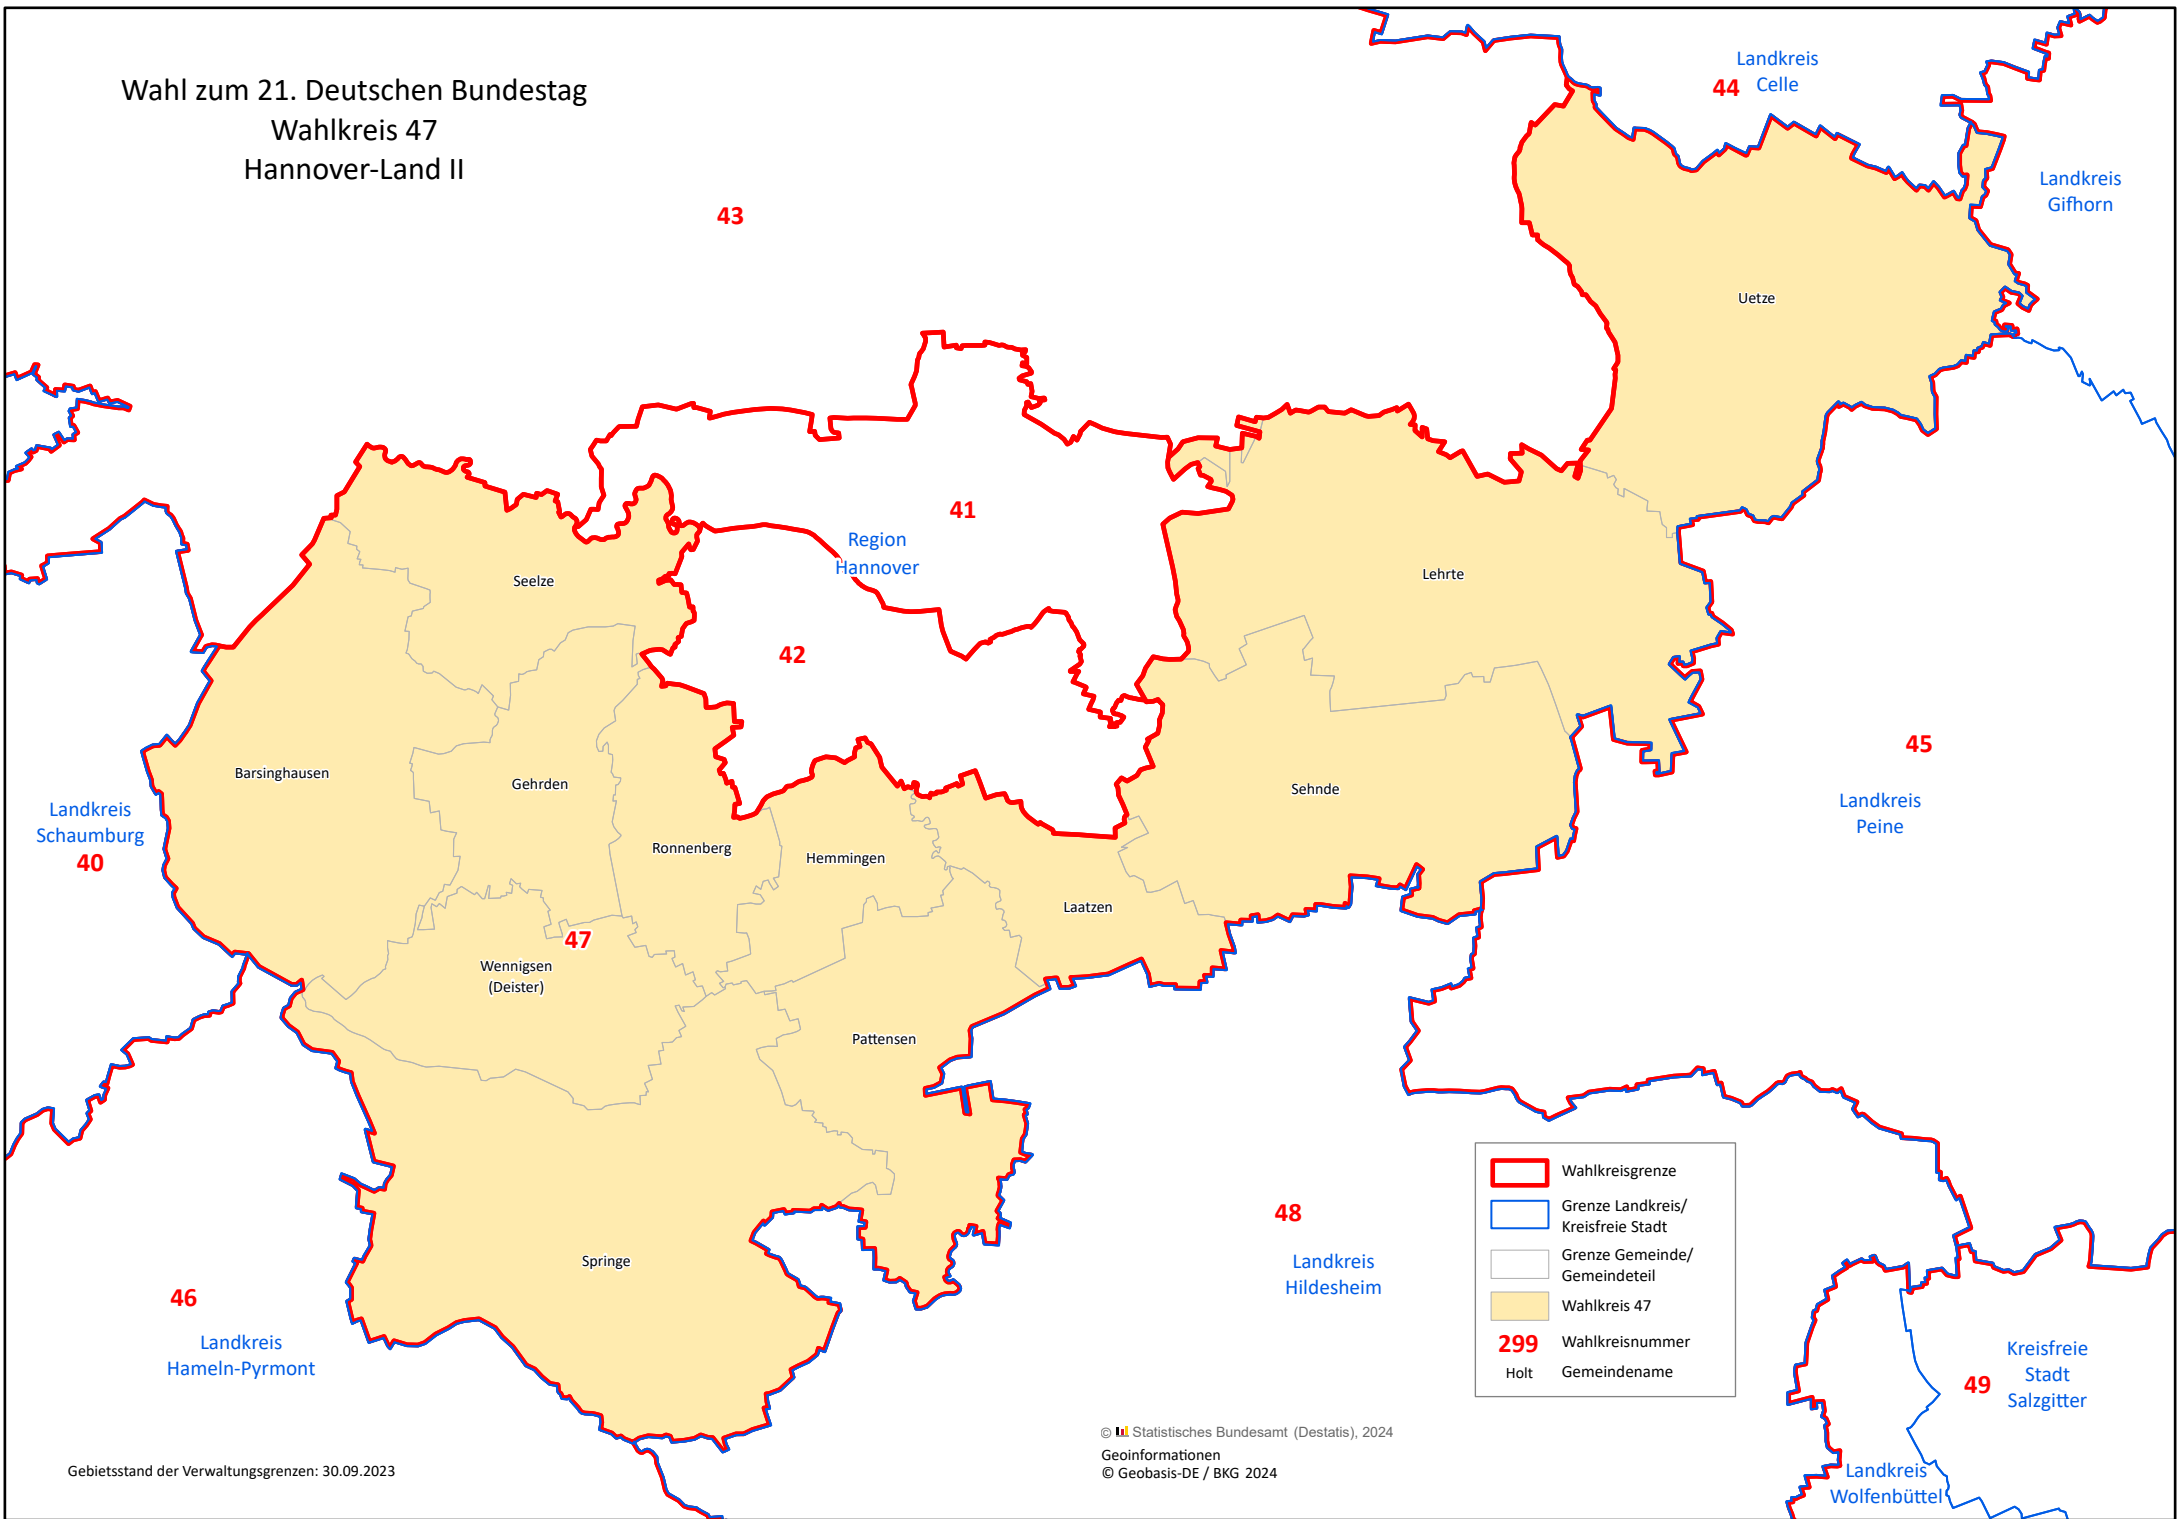 Wahl zum 21. Deutschen Bundestag
Wahlkreis 47
Hannover-Land II
44
Landkreis
Celle
Landkreis
Gifhorn
43
Uetze
41
Region
Hannover
Seelze
Lehrte
42
45
Landkreis
Peine
Barsinghausen
Gehrden
Sehnde
Landkreis
Schaumburg
40
Ronnenberg
Hemmingen
Laatzen
47
Wennigsen
(Deister)
Pattensen
48
Landkreis
Hildesheim
Springe
46
Landkreis
Hameln-Pyrmont
Wahlkreisgrenze
Grenze Landkreis/
Kreisfreie Stadt
Grenze Gemeinde/
Gemeindeteil
Wahlkreis 47
299 Wahlkreisnummer
Holt Gemeindename
49
Kreisfreie
Stadt
Salzgitter
Landkreis
Wolfenbüttel
© Statistisches Bundesamt (Destatis), 2024
Geoinformationen
© Geobasis-DE / BKG 2024
Gebietsstand der Verwaltungsgrenzen: 30.09.2023